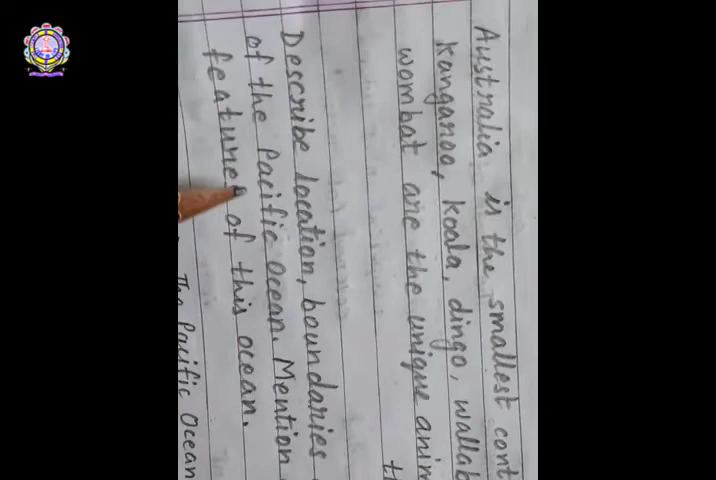 Australia is the smallest cont
Kangaroo, koala, dingo, wallab
wombat are the unique anim
th
Describe location, boundaries
of the Pacific Ocean. Mention
features of this ocean.
The Pacific Ocean